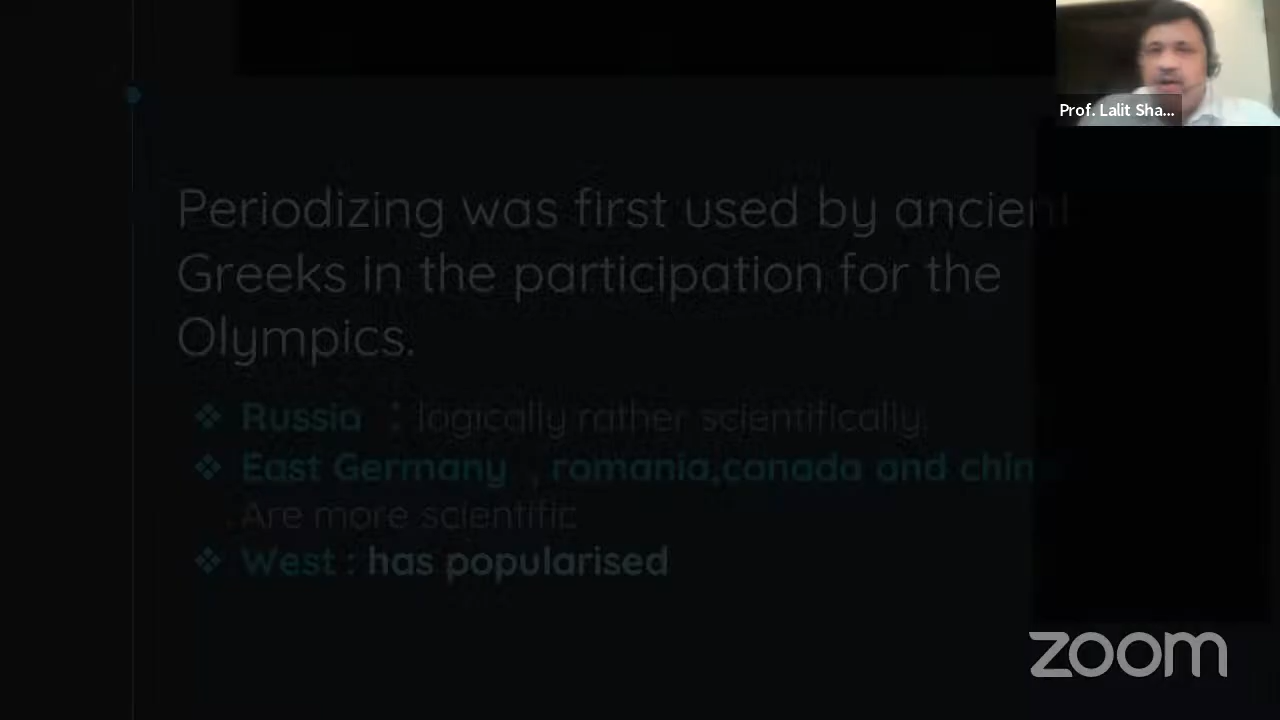 Prof. Lalit Sha...
Periodizing was first used by ancient
Greeks in the participation for the
Olympics.
❖ Russia : logically rather scientifically.
❖ East Germany , romania,canada and china
Are more scientific
❖ West : has popularised
zoom